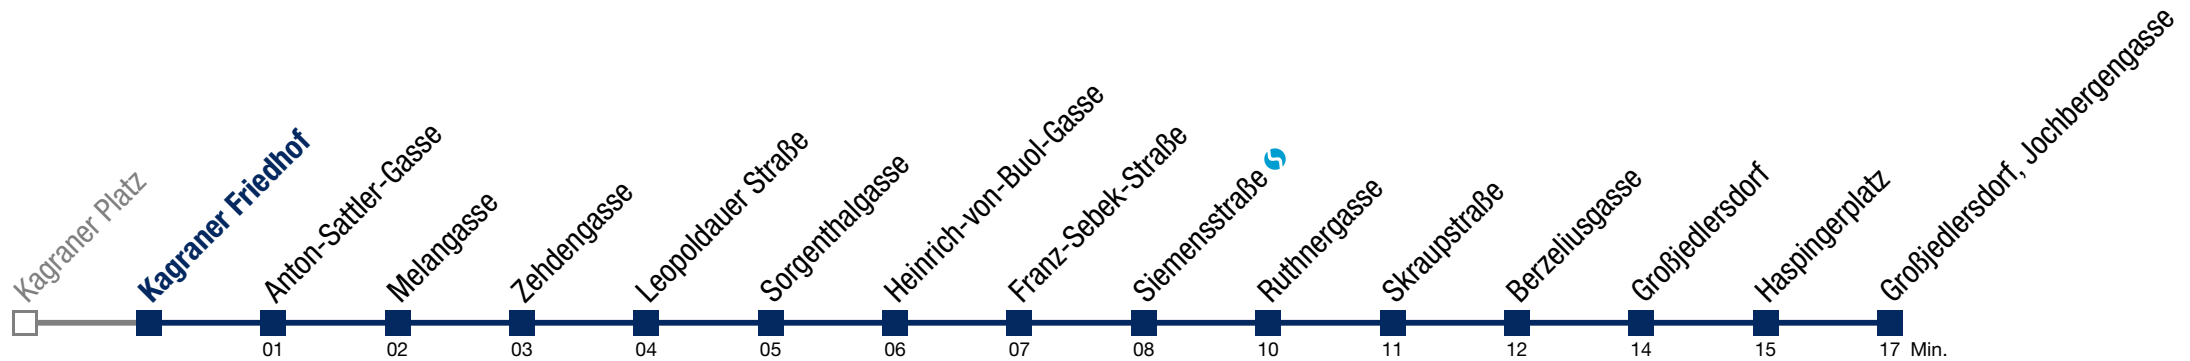 Kagraner Platz
Kagraner Friedhof
Anton-Sattler-Gasse
Melangasse
Zehdengasse
Leopoldauer Straße
Sorgenthalgasse
Heinrich-von-Buol-Gasse
Franz-Sebek-Straße
Siemensstraße
Ruthnergasse
Skraupstraße
Berzeliusgasse
Großjedlersdorf
Haspingerplatz
Großjedlersdorf, Jochbergengasse
01 02 03 04 05 06 07 08 10 11 12 14 15 17 Min.